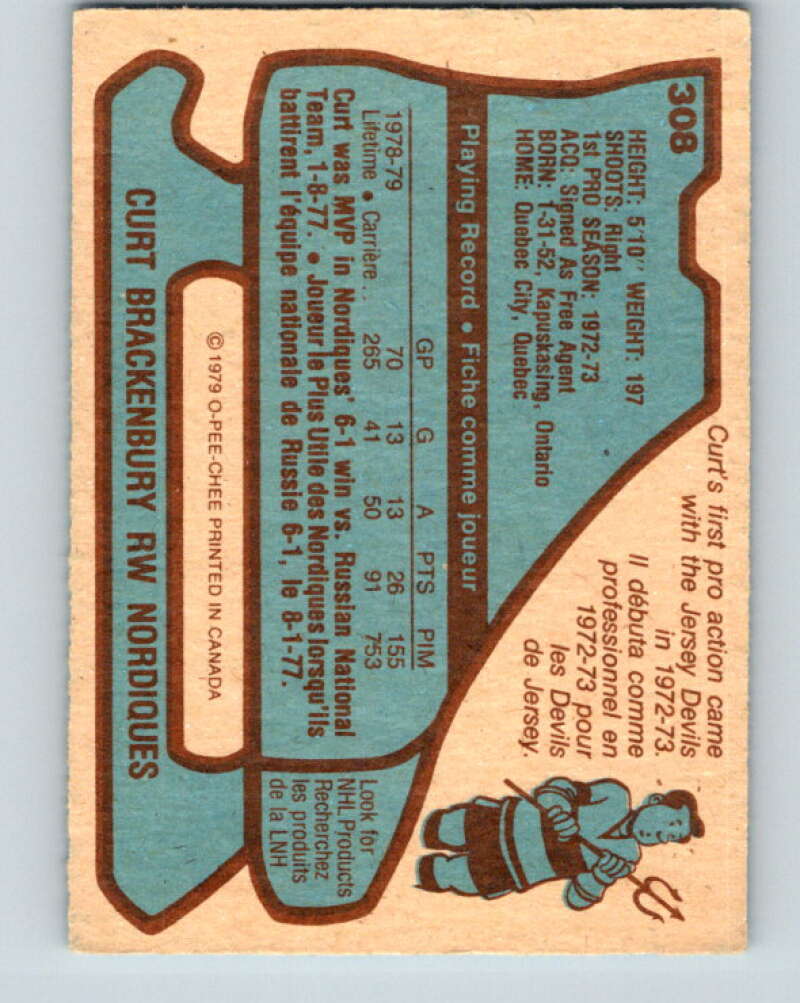 308
HEIGHT: 5'10" WEIGHT: 197
SHOOTS: Right
1st PRO SEASON: 1972-73
ACQ: Signed As Free Agent
BORN: 1-31-52, Kapuskasing, Ontario
HOME: Quebec City, Quebec
Curt's first pro action came
with the Jersey Devils
in 1972-73.
Il débuta comme
professionnel en
1972-73 pour
les Devils
de Jersey.
Playing Record • Fiche comme joueur
GP G A PTS PIM
1978-79 70 13 13 26 155
Lifetime • Carrière .. 265 41 50 91 753
Curt was MVP in Nordiques' 6-1 win vs. Russian National
Team, 1-8-77. • Joueur le Plus Utile des Nordiques lorsqu'ils
battirent l'équipe nationale de Russie 6-1, le 8-1-77.
Look for
NHL Products
Recherchez
les produits
de la LNH
© 1979 O-PEE-CHEE PRINTED IN CANADA
CURT BRACKENBURY RW NORDIQUES